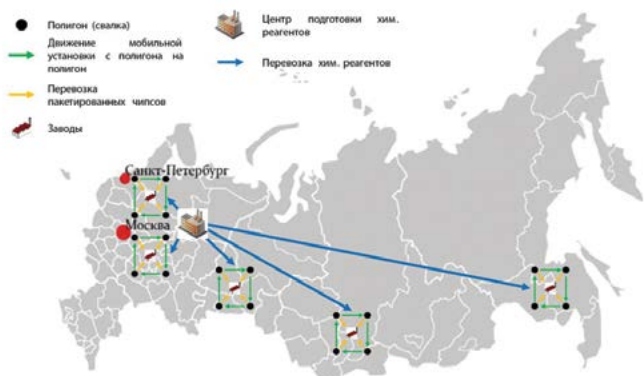 Полигон (свалка)
Движение мобильной
установки с полигона на
полигон
Перевозка
пакетированных чипсов
Заводы
Центр подготовки хим.
реагентов
Перевозка хим. реагентов
Санкт-Петербург
Москва